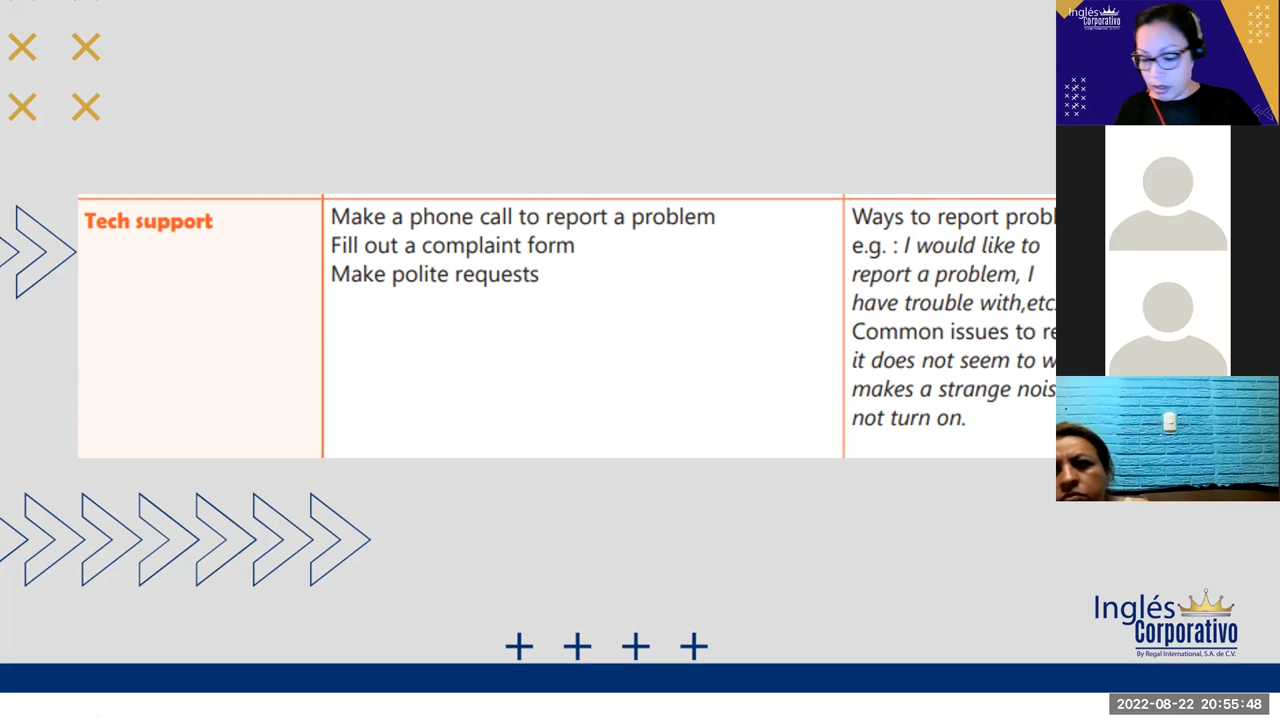 Tech support
Make a phone call to report a problem
Fill out a complaint form
Make polite requests
Ways to report
e.g. : I would like to
report a problem, I
have trouble with,etc
Common issues to
it does not seem to
makes a strange
not turn on.
Inglés
Corporativo
Inglés
Corporativo
By Regal International, S.A. de C.V.
2022-08-22 20:55:48